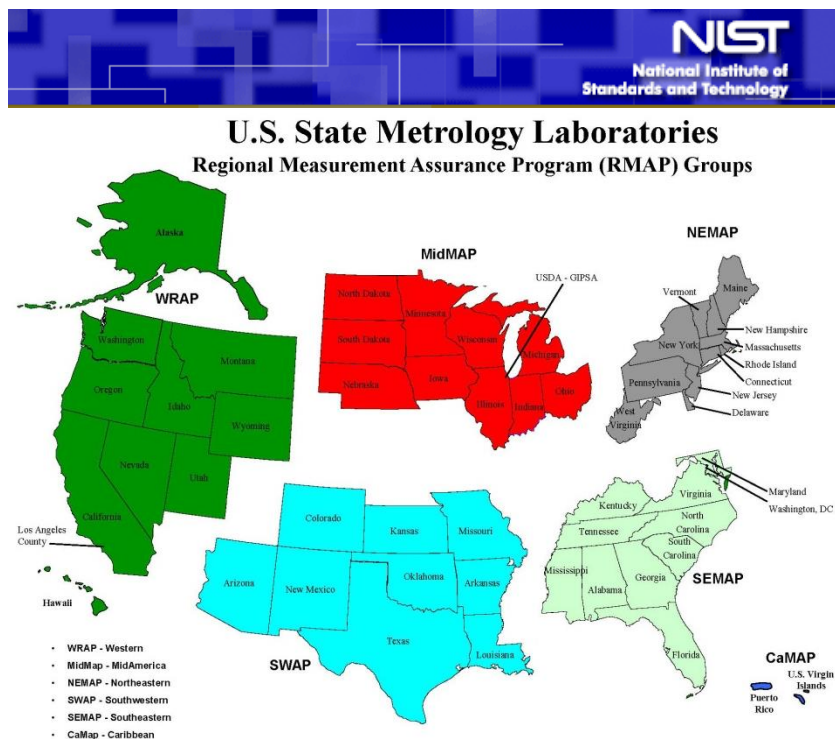 NIST
National Institute of
Standards and Technology
U.S. State Metrology Laboratories
Regional Measurement Assurance Program (RMAP) Groups
Alaska
WRAP
Washington
Montana
Oregon
Idaho
Wyoming
Nevada
Utah
California
Los Angeles
County
Hawaii
MidMAP
USDA - GIPSA
North Dakota
Minnesota
South Dakota
Wisconsin
Michigan
Nebraska
Iowa
Illinois
Indiana
Ohio
NEMAP
Vermont
Maine
New Hampshire
New York
Massachusetts
Rhode Island
Connecticut
Pennsylvania
New Jersey
Delaware
West
Virginia
Colorado
Kansas
Missouri
Arizona
New Mexico
Oklahoma
Arkansas
Texas
Louisiana
SWAP
Maryland
Washington, DC
Kentucky
Virginia
Tennessee
North
Carolina
South
Carolina
Mississippi
Alabama
Georgia
SEMAP
Florida
CaMAP
U.S. Virgin
Islands
Puerto
Rico
• WRAP - Western
• MidMap - MidAmerica
• NEMAP - Northeastern
• SWAP - Southwestern
• SEMAP - Southeastern
• CaMap - Caribbean